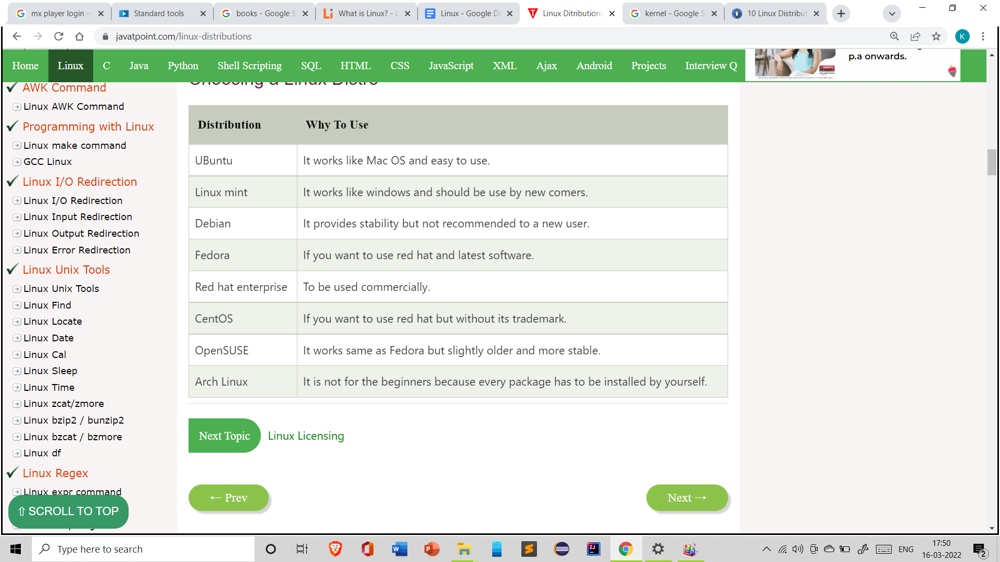 mx player login -
Standard tools
books - Google S
What is Linux? - L
Linux - Google Do
Linux Ditributions
kernel - Google S
10 Linux Distribut
javatpoint.com/linux-distributions
K
Home Linux C Java Python Shell Scripting SQL HTML CSS JavaScript XML Ajax Android Projects Interview Q
p.a onwards.
HDFC
Choosing a Linux Distro
AWK Command
Linux AWK Command
Programming with Linux
Linux make command
GCC Linux
Linux I/O Redirection
Linux I/O Redirection
Linux Input Redirection
Linux Output Redirection
Linux Error Redirection
Linux Unix Tools
Linux Unix Tools
Linux Find
Linux Locate
Linux Date
Linux Cal
Linux Sleep
Linux Time
Linux zcat/zmore
Linux bzip2 / bunzip2
Linux bzcat / bzmore
Linux df
Linux Regex
Linux expr command
⇧ SCROLL TO TOP
Distribution Why To Use
UBuntu It works like Mac OS and easy to use.
Linux mint It works like windows and should be use by new comers.
Debian It provides stability but not recommended to a new user.
Fedora If you want to use red hat and latest software.
Red hat enterprise To be used commercially.
CentOS If you want to use red hat but without its trademark.
OpenSUSE It works same as Fedora but slightly older and more stable.
Arch Linux It is not for the beginners because every package has to be installed by yourself.
Next Topic Linux Licensing
← Prev
Next →
Type here to search
ENG
17:50
16-03-2022
2